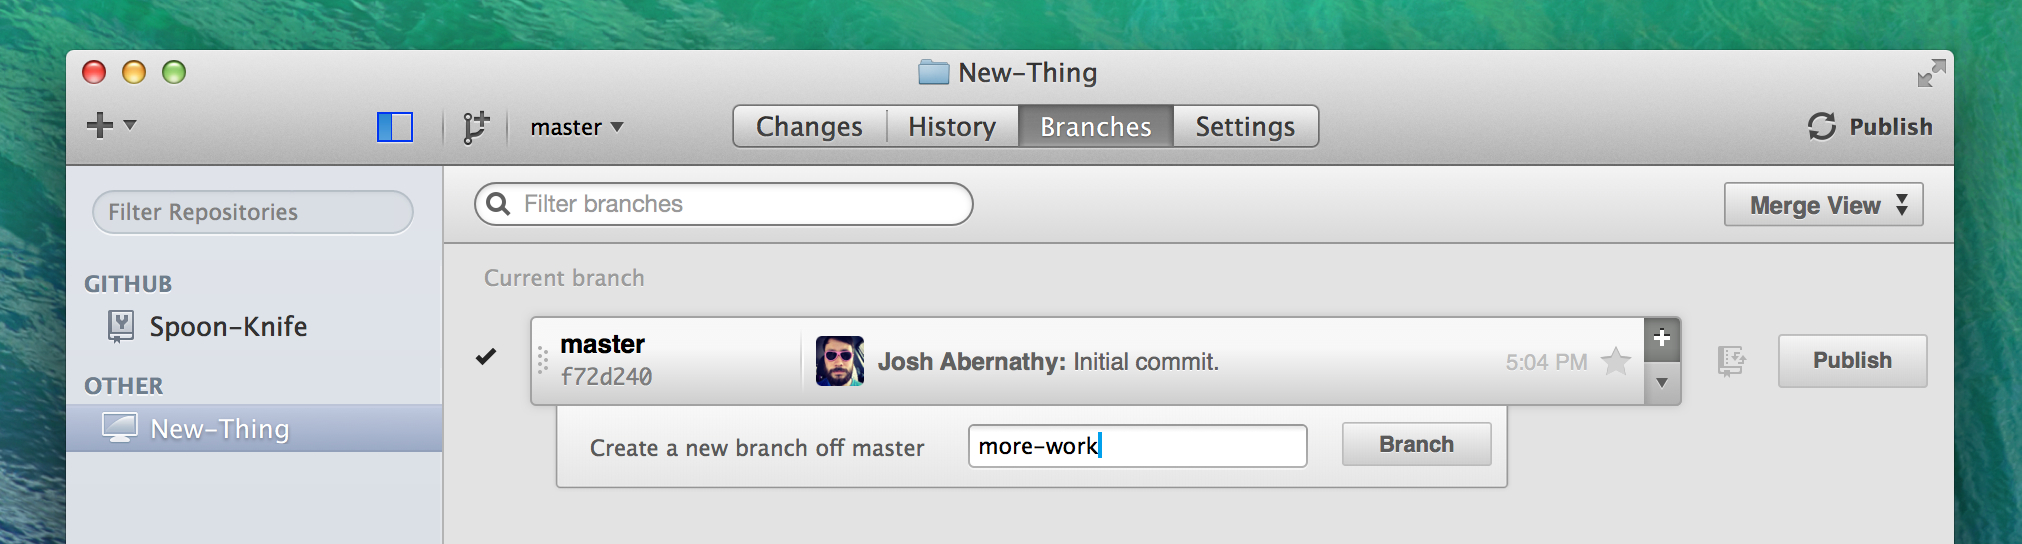 New-Thing
master
Changes
History
Branches
Settings
Publish
Filter Repositories
Filter branches
Merge View
GITHUB
Spoon-Knife
OTHER
New-Thing
Current branch
master
f72d240
Josh Abernathy: Initial commit.
5:04 PM
Publish
Create a new branch off master
more-work
Branch